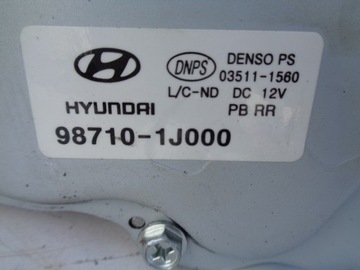 DNPS
DENSO PS
03511-1560
L/C-ND DC 12V
HYUNDAI
PB RR
98710-1J000